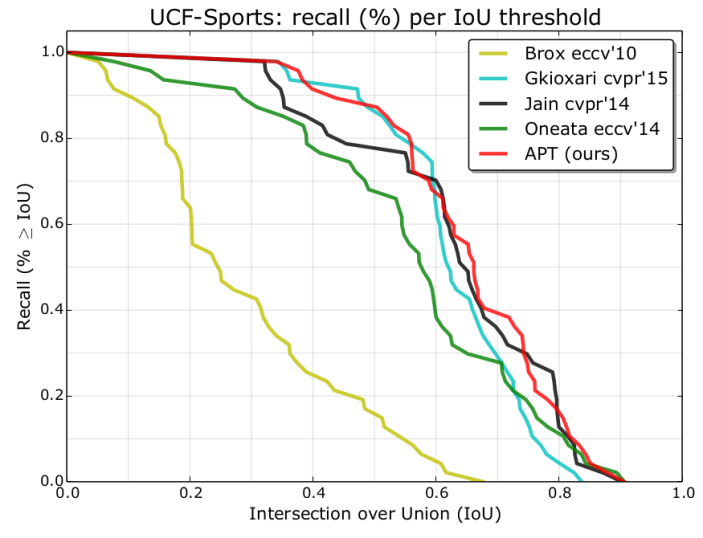 UCF-Sports: recall (%) per IoU threshold
Brox eccv'10
Gkioxari cvpr'15
Jain cvpr'14
Oneata eccv'14
APT (ours)
Recall (% ≥ IoU)
1.0
0.8
0.6
0.4
0.2
0.0
0.0 0.2 0.4 0.6 0.8 1.0
Intersection over Union (IoU)